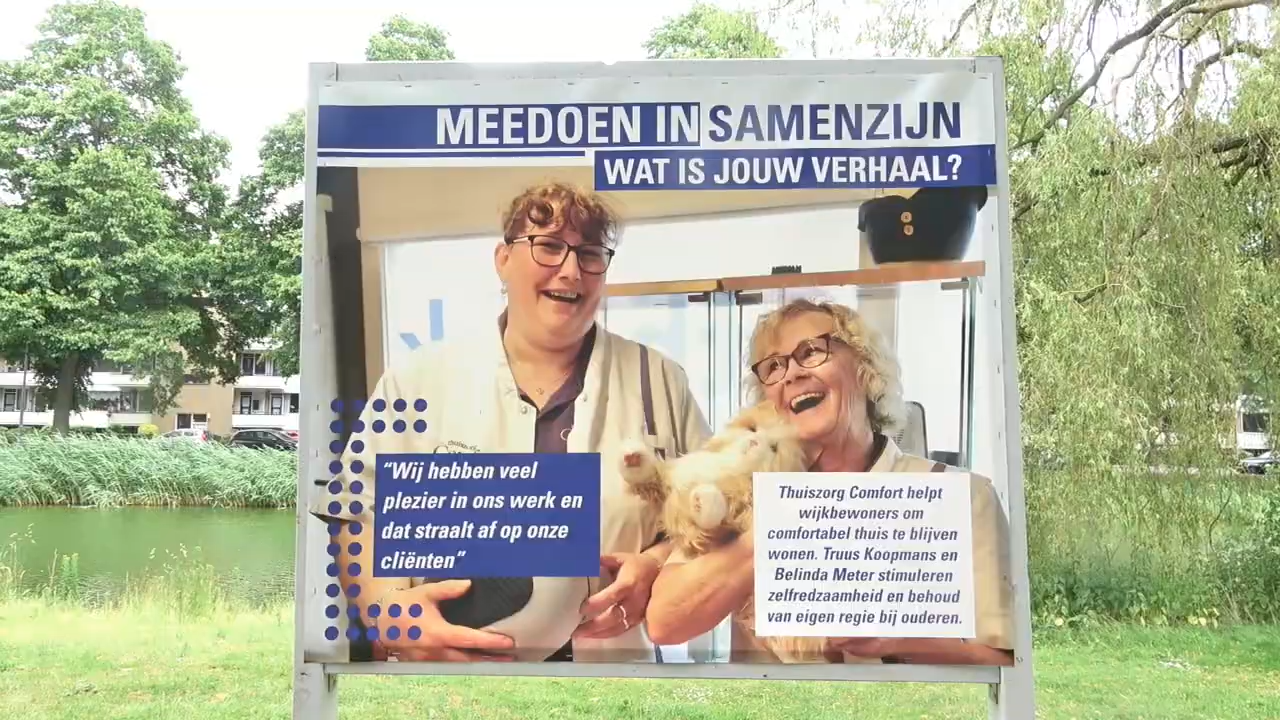 MEEDOEN IN SAMENZIJN
WAT IS JOUW VERHAAL?
“Wij hebben veel
plezier in ons werk en
dat straalt af op onze
cliënten”
Thuiszorg Comfort helpt
wijkbewoners om
comfortabel thuis te blijven
wonen. Truus Koopmans en
Belinda Meter stimuleren
zelfredzaamheid en behoud
van eigen regie bij ouderen.